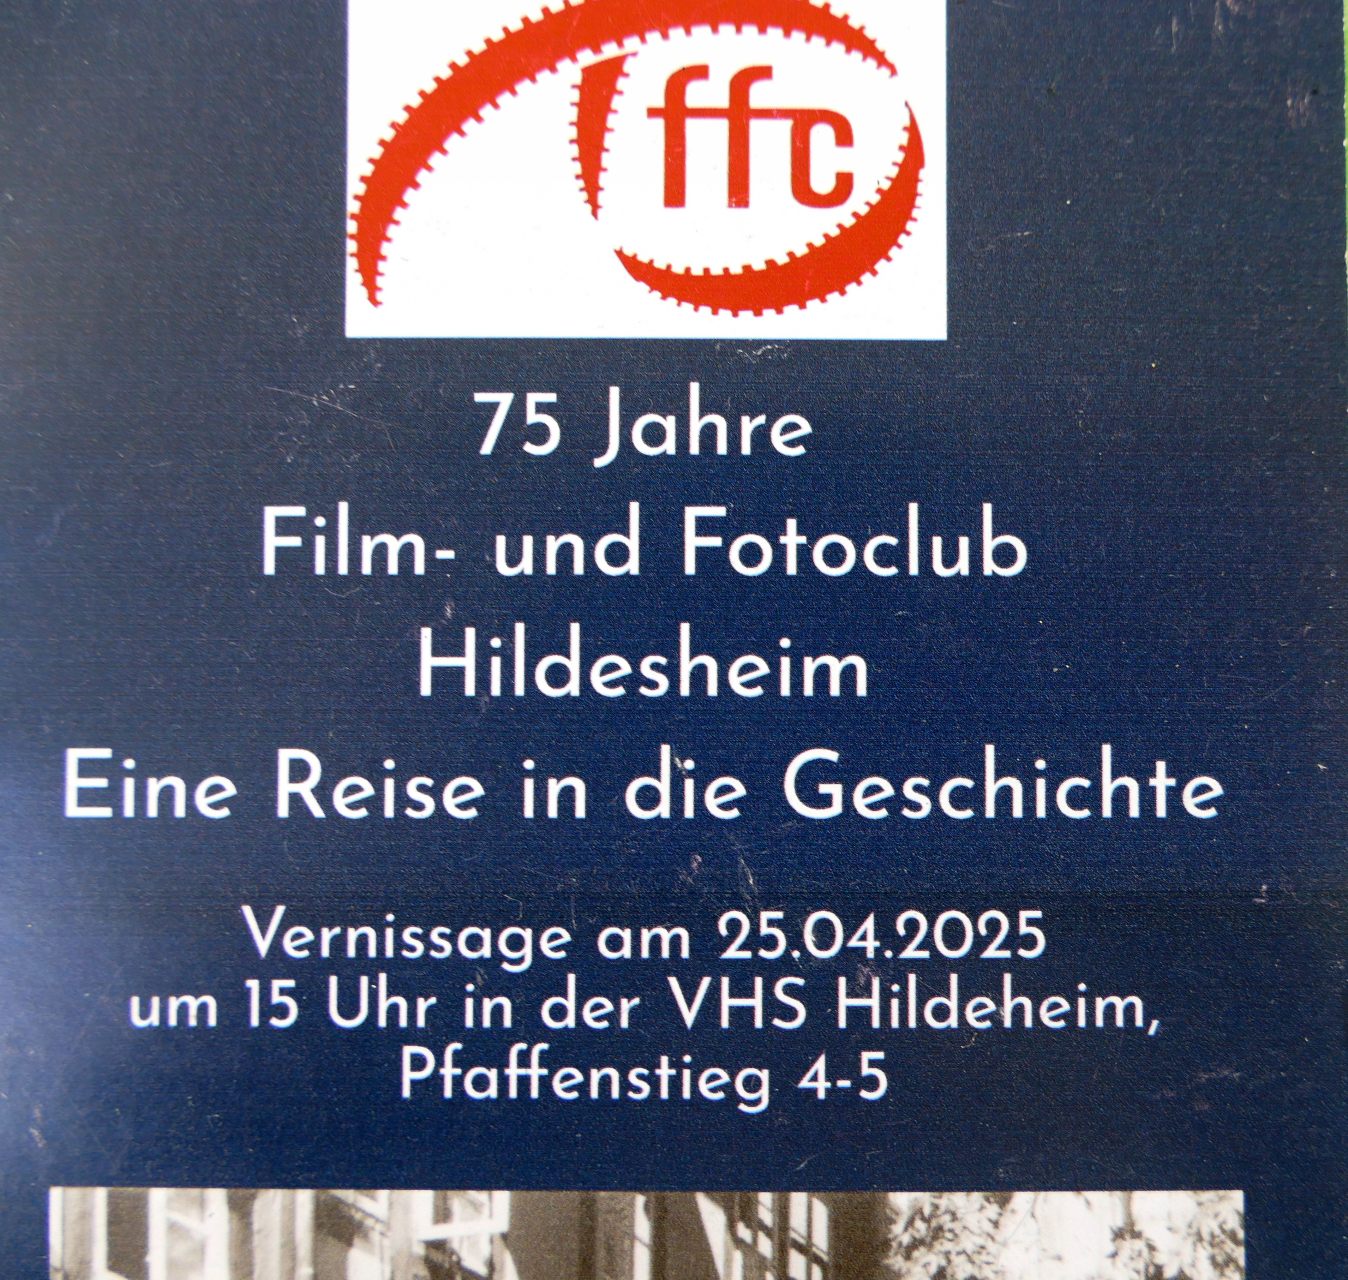 ffc
75 Jahre
Film- und Fotoclub
Hildesheim
Eine Reise in die Geschichte
Vernissage am 25.04.2025
um 15 Uhr in der VHS Hildeheim,
Pfaffenstieg 4-5